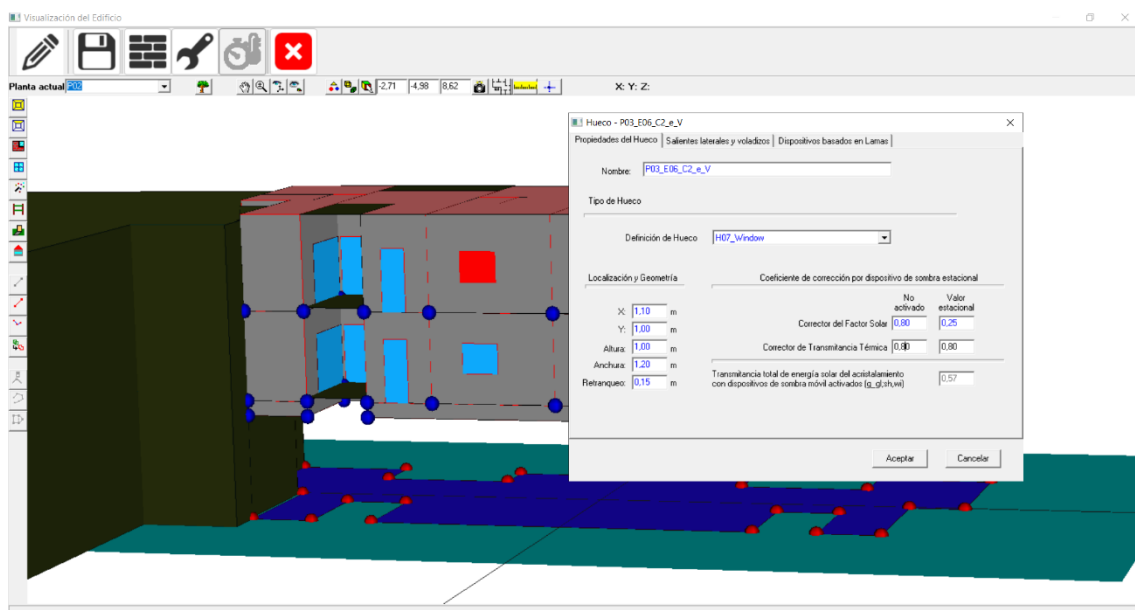 Visualización del Edificio
Planta actual P02 -2,71 -4,98 8,62 X: Y: Z:
Hueco - P03_E06_C2_e_V
Propiedades del Hueco Salientes laterales y voladizos Dispositivos basados en Lamas
Nombre: P03_E06_C2_e_V
Tipo de Hueco
Definición de Hueco H07_Window
Localización y Geometría Coeficiente de corrección por dispositivo de sombra estacional
No activado Valor estacional
X: 1,10 m
Corrector del Factor Solar 0,80 0,25
Y: 1,00 m
Altura: 1,00 m
Corrector de Transmitancia Térmica 0,80 0,80
Anchura: 1,20 m
Retranqueo: 0,15 m
Transmitancia total de energía solar del acristalamiento
con dispositivos de sombra móvil activados (g_gl;sh,wi) 0,57
Aceptar Cancelar